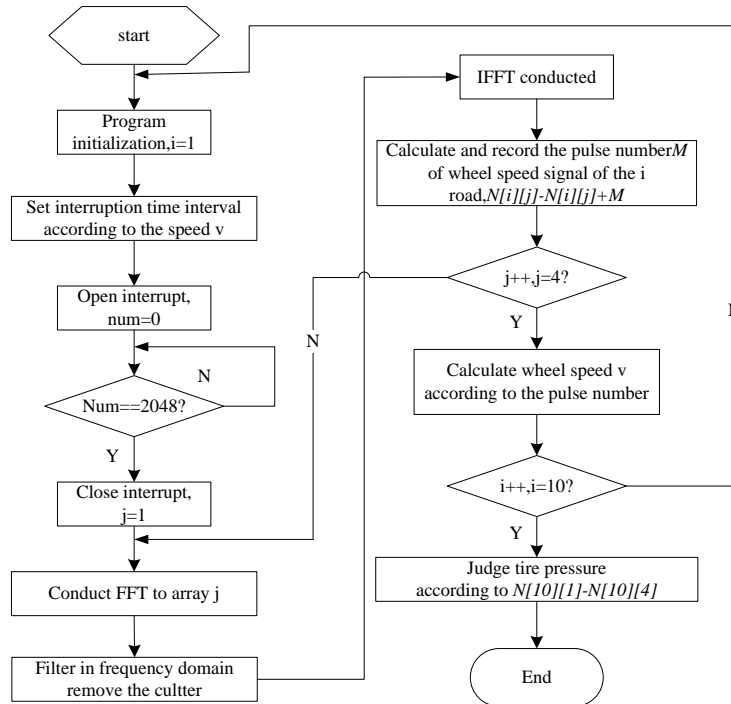 start
Program
initialization,i=1
Set interruption time interval
according to the speed v
Open interrupt,
num=0
N
Num==2048?
Y
Close interrupt,
j=1
Conduct FFT to array j
Filter in frequency domain
remove the cultter
IFFT conducted
Calculate and record the pulse numberM
of wheel speed signal of the i
road,N[i][j]-N[i][j]+M
j++,j=4?
N
Y
Calculate wheel speed v
according to the pulse number
i++,i=10?
Y
Judge tire pressure
according to N[10][1]-N[10][4]
End